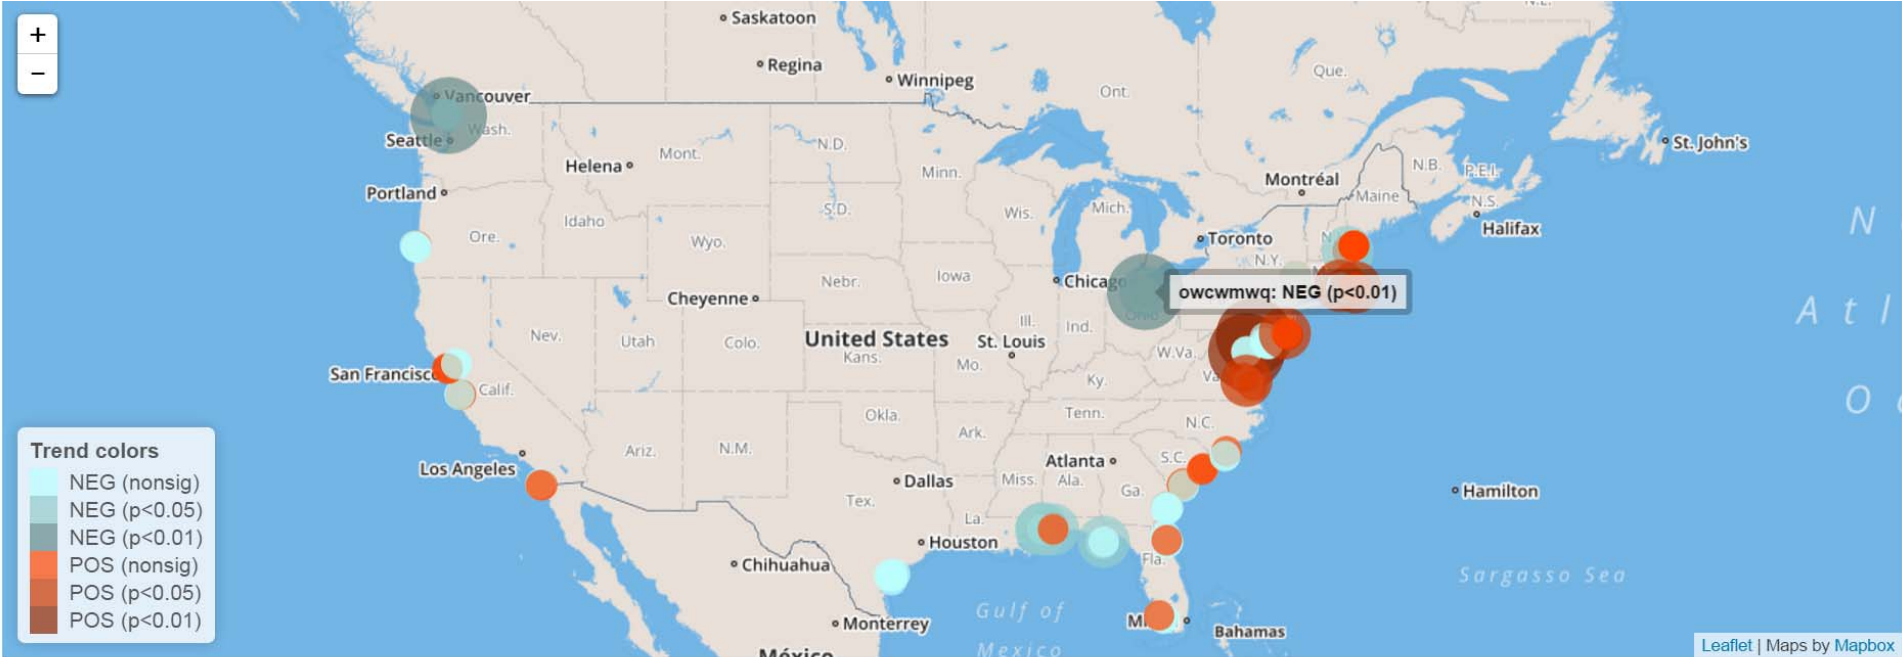 +
−
Saskatoon
N.L.
Regina
Winnipeg
Que.
Ont.
Vancouver
Wash.
Seattle
St. John's
N.D.
Mont.
Helena
Minn.
N.B.
P.E.I.
Montréal
Maine
Portland
N.S.
Halifax
S.D.
Wis.
Mich.
Idaho
Ore.
Wyo.
Toronto
N.Y.
N
Iowa
Nebr.
Chicago
owcwmwq: NEG (p<0.01)
Cheyenne
Ohio
Atl
Ill.
Ind.
Nev.
Utah
Colo.
United States
Kans.
St. Louis
Mo.
W.Va.
San Francisco
Calif.
Ky.
Va
O
Okla.
Tenn.
N.C.
Ark.
Ariz.
N.M.
Los Angeles
Atlanta
S.C.
Miss.
Ala.
Ga.
Dallas
Tex.
Hamilton
La.
Houston
Fla.
Chihuahua
Sargasso Sea
Gulf of
Mexico
Monterrey
Bahamas
México
Trend colors
NEG (nonsig)
NEG (p<0.05)
NEG (p<0.01)
POS (nonsig)
POS (p<0.05)
POS (p<0.01)
Leaflet | Maps by Mapbox